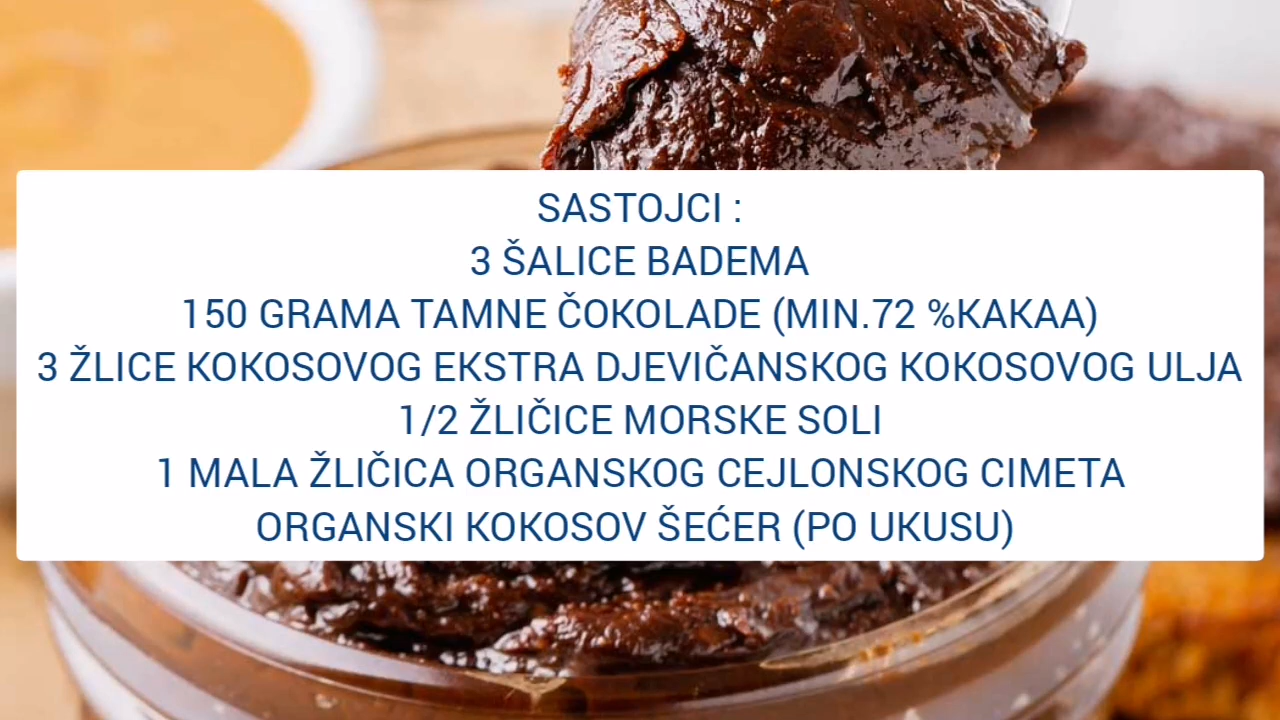 SASTOJCI :
3 ŠALICE BADEMA
150 GRAMA TAMNE ČOKOLADE (MIN.72 %KAKAA)
3 ŽLICE KOKOSOVOG EKSTRA DJEVIČANSKOG KOKOSOVOG ULJA
1/2 ŽLIČICE MORSKE SOLI
1 MALA ŽLIČICA ORGANSKOG CEJLONSKOG CIMETA
ORGANSKI KOKOSOV ŠEĆER (PO UKUSU)